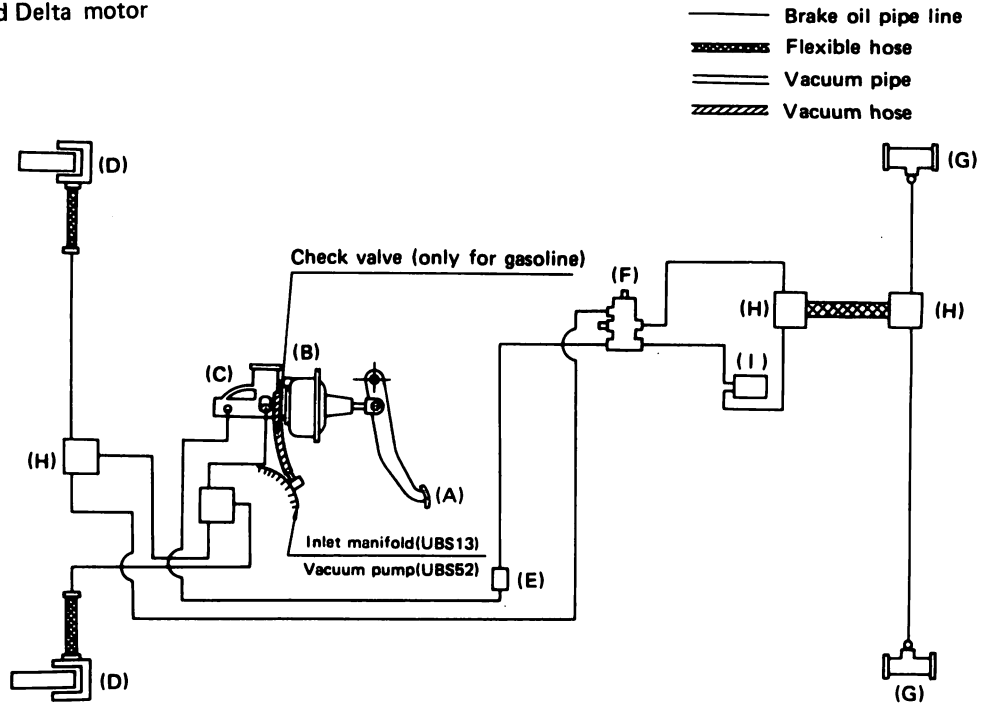 d Delta motor
Brake oil pipe line
Flexible hose
Vacuum pipe
Vacuum hose
(D)
(G)
Check valve (only for gasoline)
(F)
(B)
(H)
(H)
(C)
(I)
(H)
(A)
Inlet manifold(UBS13)
Vacuum pump(UBS52)
(E)
(D)
(G)